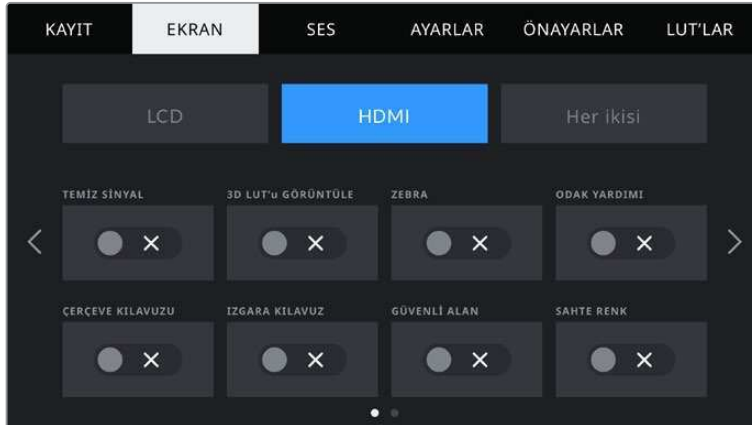 KAYIT EKRAN SES AYARLAR ÖNAYARLAR LUT'LAR
LCD HDMI Her ikisi
TEMİZ SİNYAL 3D LUT'u GÖRÜNTÜLE ZEBRA ODAK YARDIMI
ÇERÇEVE KILAVUZU IZGARA KILAVUZ GÜVENLİ ALAN SAHTE RENK